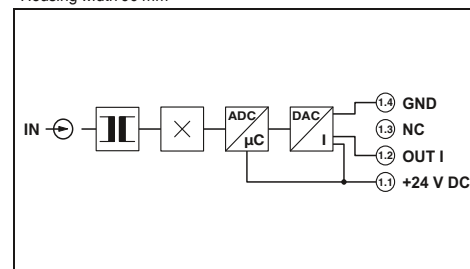 Housing width mm
ADC
DAC
1.4 GND
IN
µC
I
1.3 NC
1.2 OUT I
1.1 +24 V DC